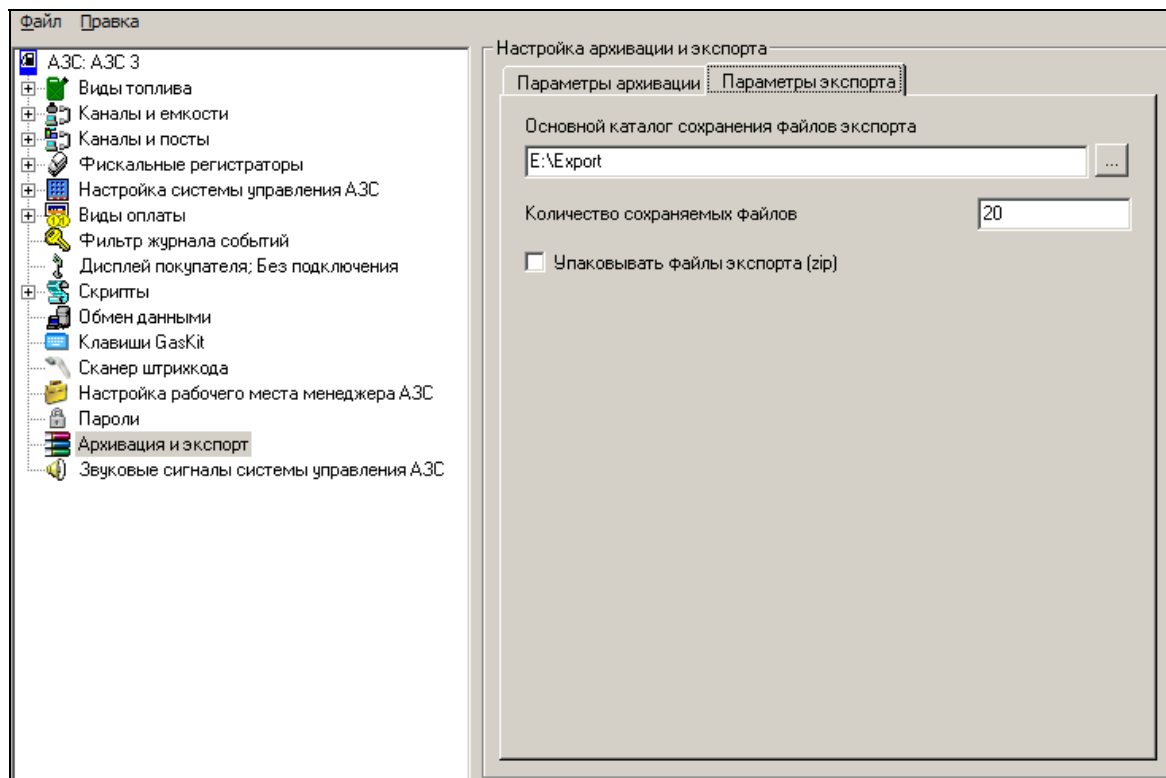 Файл Правка
АЗС: АЗС 3
Виды топлива
Каналы и емкости
Каналы и посты
Фискальные регистраторы
Настройка системы управления АЗС
Виды оплаты
Фильтр журнала событий
Дисплей покупателя; Без подключения
Скрипты
Обмен данными
Клавиши GasKit
Сканер штрихкода
Настройка рабочего места менеджера АЗС
Пароли
Архивация и экспорт
Звуковые сигналы системы управления АЗС
Настройка архивации и экспорта
Параметры архивации Параметры экспорта
Основной каталог сохранения файлов экспорта
E:\Export ...
Количество сохраняемых файлов 20
Упаковывать файлы экспорта (zip)